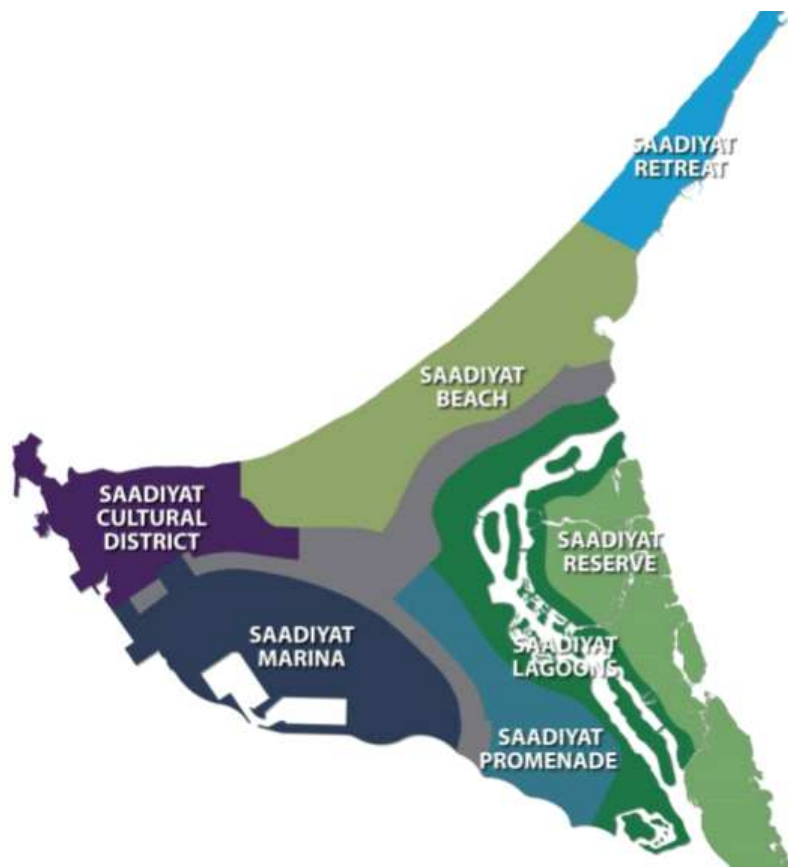 SAADIYAT
RETREAT
SAADIYAT
BEACH
SAADIYAT
CULTURAL
DISTRICT
SAADIYAT
RESERVE
SAADIYAT
MARINA
SAADIYAT
LAGOONS
SAADIYAT
PROMENADE